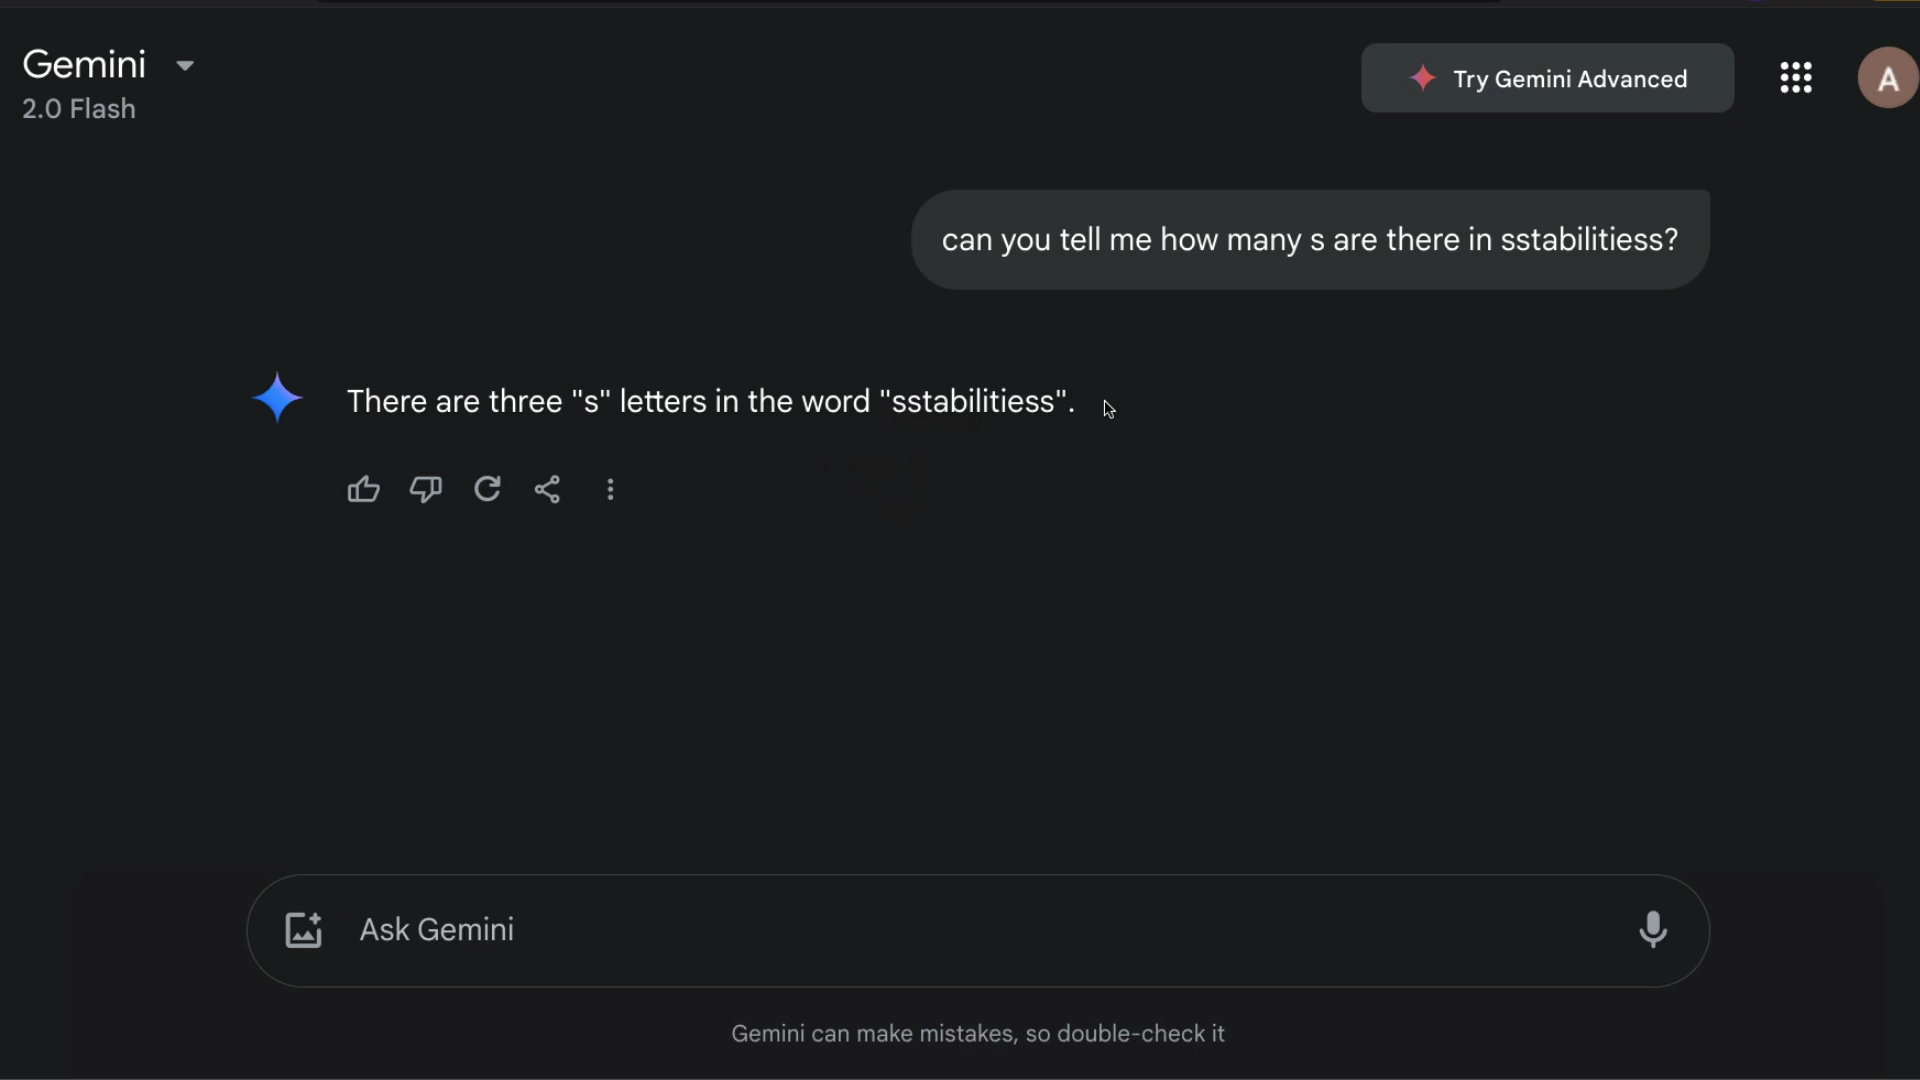 Gemini
2.0 Flash
Try Gemini Advanced
A
can you tell me how many s are there in sstabilitiess?
There are three "s" letters in the word "sstabilitiess".
Ask Gemini
Gemini can make mistakes, so double-check it